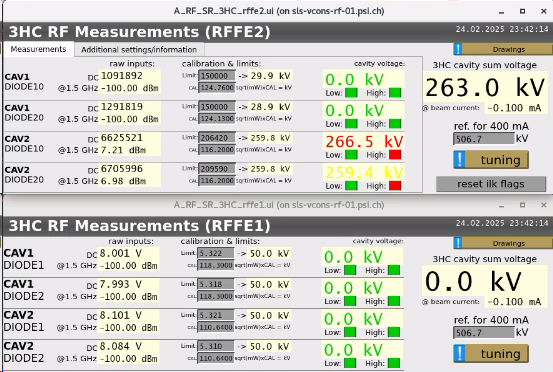 A_RF_SR_3HC_rffe2.ui (on sls-vcons-rf-01.psi.ch)
3HC RF Measurements (RFFE2) 24.02.2025 23:42:14
Measurements Additional settings/information Drawings
raw inputs: calibration & limits: cavity voltage: 3HC cavity sum voltage
CAV1 DC 1091892 Limit: 150000 -> 29.9 kV 0.0 kV
DIODE10 @1.5 GHz -100.00 dBm CAL: 124.7600 sqrt(mW)xCAL = kV Low: High:
263.0 kV
@ beam current: -0.100 mA
CAV1 DC 1291819 Limit: 150000 -> 28.9 kV 0.0 kV
DIODE20 @1.5 GHz -100.00 dBm CAL: 124.1300 sqrt(mW)xCAL = kV Low: High:
ref. for 400 mA
506.7 kV
CAV2 DC 6625521 Limit: 206420 -> 259.8 kV 266.5 kV
DIODE10 @1.5 GHz 7.21 dBm CAL: 116.2000 sqrt(mW)xCAL = kV Low: High:
! tuning
CAV2 DC 6705996 Limit: 209590 -> 259.8 kV 259.4 kV
DIODE20 @1.5 GHz 6.98 dBm CAL: 116.2000 sqrt(mW)xCAL = kV Low: High:
reset ilk flags
A_RF_SR_3HC_rffe1.ui (on sls-vcons-rf-01.psi.ch)
3HC RF Measurements (RFFE1) 24.02.2025 23:42:14
Drawings
raw inputs: calibration & limits: cavity voltage: 3HC cavity sum voltage
CAV1 DC 8.001 V Limit: 5.322 -> 50.0 kV 0.0 kV
DIODE1 @1.5 GHz -100.00 dBm CAL: 118.3000 sqrt(mW)xCAL = kV Low: High:
0.0 kV
@ beam current: -0.100 mA
CAV1 DC 7.993 V Limit: 5.318 -> 50.0 kV 0.0 kV
DIODE2 @1.5 GHz -100.00 dBm CAL: 118.3000 sqrt(mW)xCAL = kV Low: High:
ref. for 400 mA
506.7 kV
CAV2 DC 8.101 V Limit: 5.321 -> 50.0 kV 0.0 kV
DIODE1 @1.5 GHz -100.00 dBm CAL: 110.6400 sqrt(mW)xCAL = kV Low: High:
! tuning
CAV2 DC 8.084 V Limit: 5.310 -> 50.0 kV 0.0 kV
DIODE2 @1.5 GHz -100.00 dBm CAL: 110.6400 sqrt(mW)xCAL = kV Low: High: